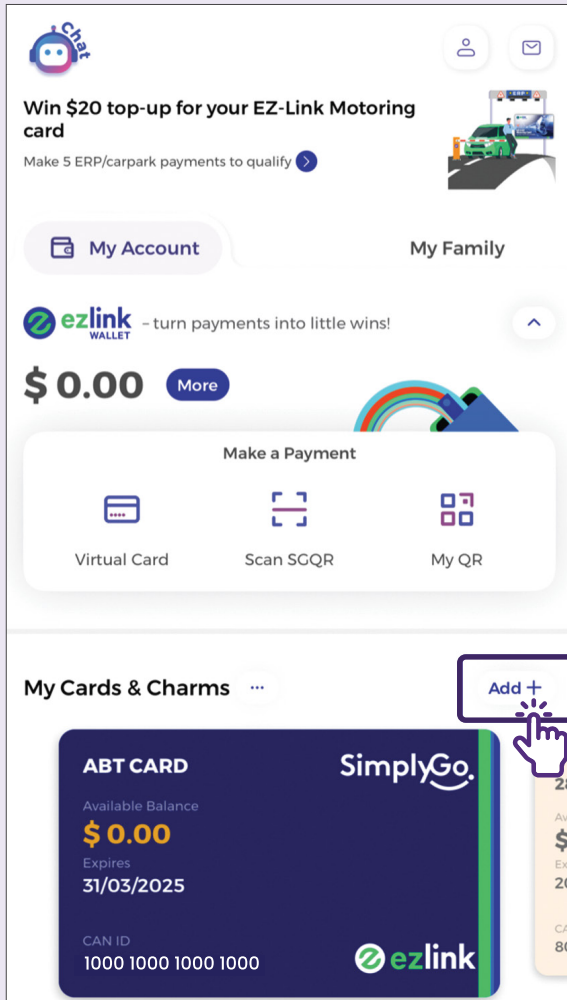 Chat
Win $20 top-up for your EZ-Link Motoring
card
Make 5 ERP/carpark payments to qualify
ERP
My Account
My Family
ezlink – turn payments into little wins!
WALLET
$ 0.00 More
Make a Payment
Virtual Card Scan SGQR My QR
My Cards & Charms ... Add +
ABT CARD SimplyGo.
Available Balance
$ 0.00
Expires
31/03/2025
CAN ID
1000 1000 1000 1000
ezlink